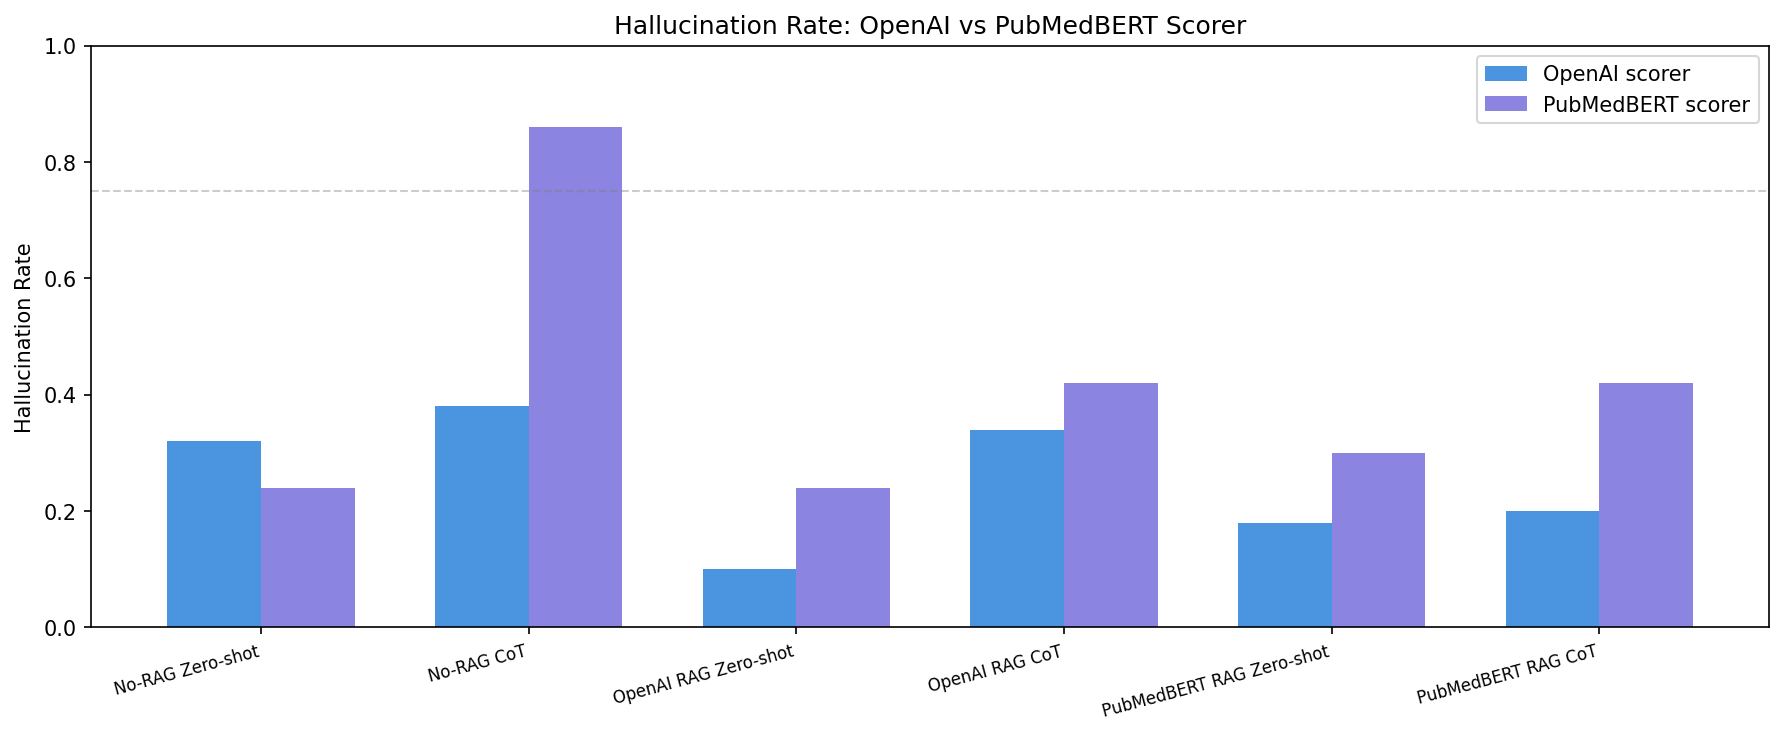 Hallucination Rate: OpenAI vs PubMedBERT Scorer
OpenAI scorer
PubMedBERT scorer
Hallucination Rate
1.0
0.8
0.6
0.4
0.2
0.0
No-RAG Zero-shot
No-RAG CoT
OpenAI RAG Zero-shot
OpenAI RAG CoT
PubMedBERT RAG Zero-shot
PubMedBERT RAG CoT